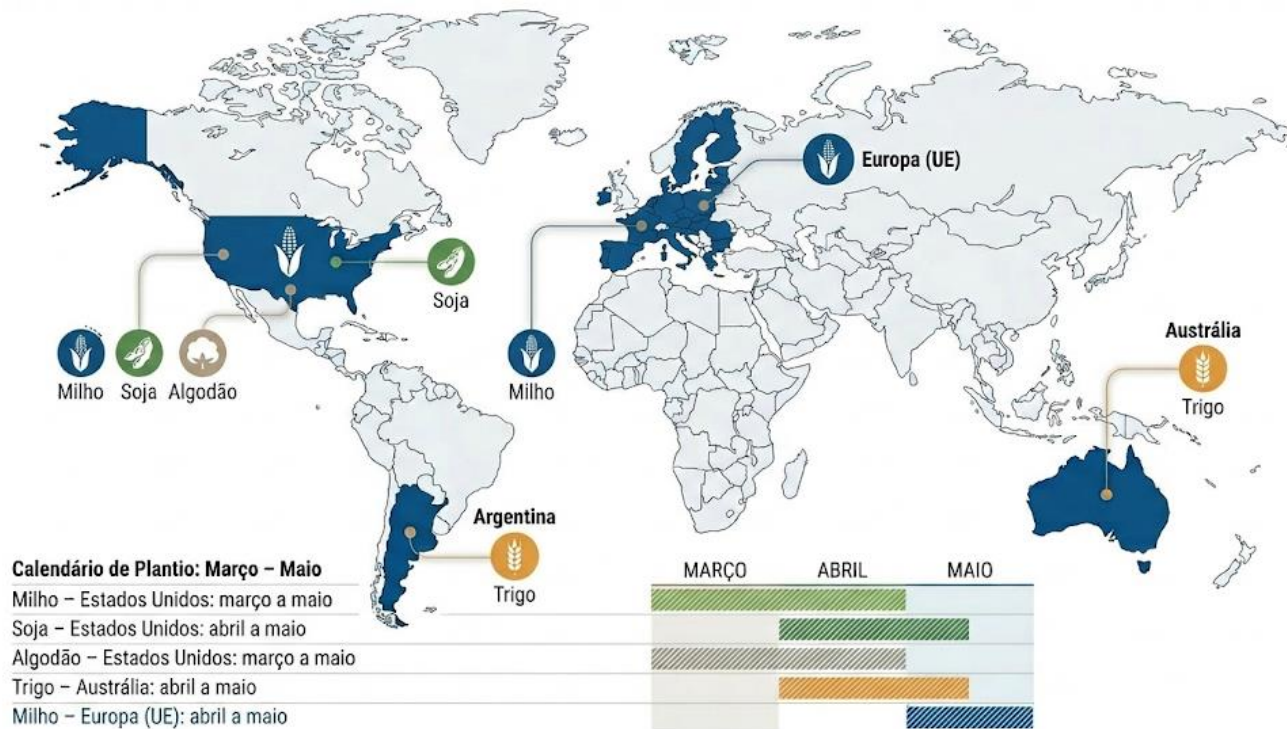 Europa (UE)
Soja
Milho
Soja
Algodão
Milho
Austrália
Trigo
Argentina
Trigo
Calendário de Plantio: Março – Maio
MARÇO
ABRIL
MAIO
Milho – Estados Unidos: março a maio
Soja – Estados Unidos: abril a maio
Algodão – Estados Unidos: março a maio
Trigo – Austrália: abril a maio
Milho – Europa (UE): abril a maio